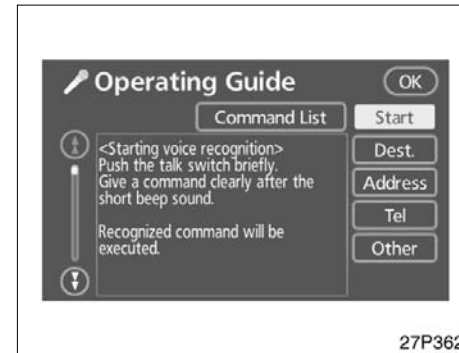 Operating Guide
OK
Command List
Start
<Starting voice recognition>
Push the talk switch briefly.
Give a command clearly after the
short beep sound.
Recognized command will be
executed.
Dest.
Address
Tel
Other
27P362